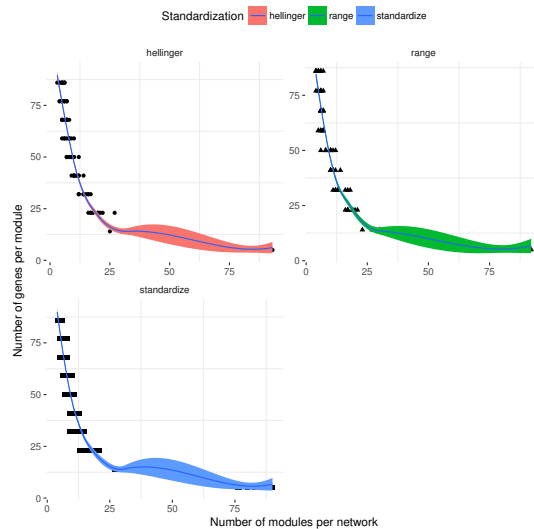 Standardization hellinger range standardize
hellinger
range
75
50
25
0
0 25 50 75
75
50
25
0
0 25 50 75
standardize
75
50
25
0
0 25 50 75
Number of genes per module
Number of modules per network